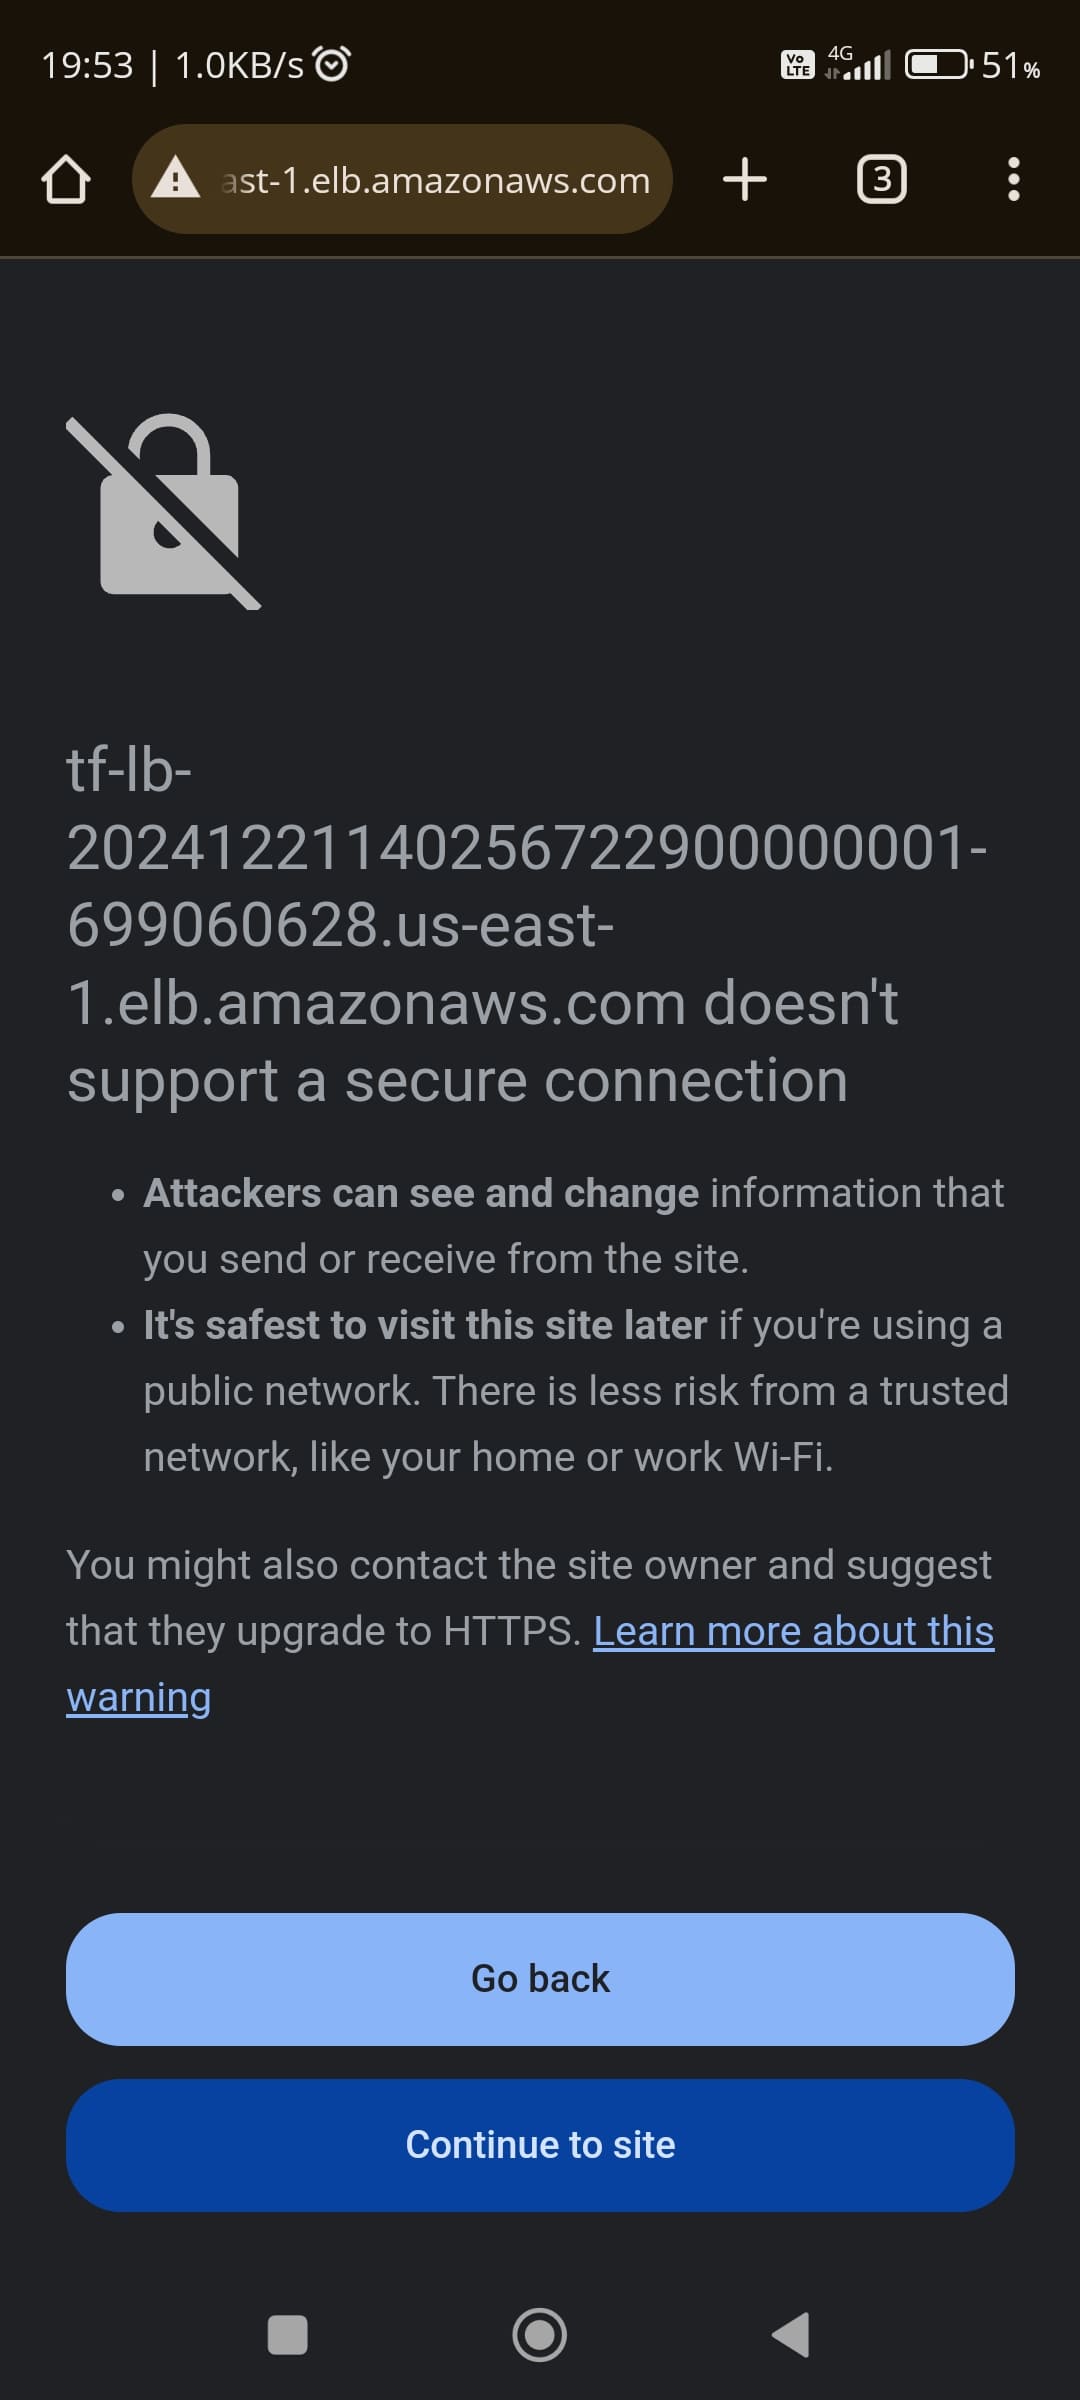 19:53 | 1.0KB/s Vo LTE 4G 51%
ast-1.elb.amazonaws.com 3
tf-lb-
20241221140256722900000001-
699060628.us-east-
1.elb.amazonaws.com doesn't
support a secure connection
• Attackers can see and change information that
you send or receive from the site.
• It's safest to visit this site later if you're using a
public network. There is less risk from a trusted
network, like your home or work Wi-Fi.
You might also contact the site owner and suggest
that they upgrade to HTTPS. Learn more about this
warning
Go back
Continue to site